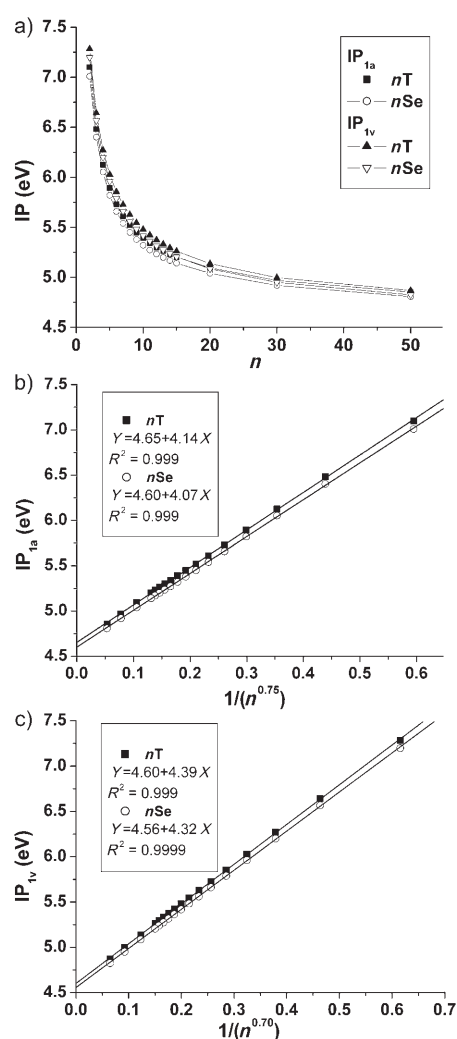 a)
7.5
7.0
6.5
6.0
5.5
5.0
4.5
IP (eV)
0
10
20
30
40
50
n
IP1a
nT
nSe
IP1v
nT
nSe
b)
7.5
7.0
6.5
6.0
5.5
5.0
4.5
IP1a (eV)
nT
Y=4.65+4.14 X
R² = 0.999
nSe
Y=4.60+4.07 X
R² = 0.999
0.0
0.1
0.2
0.3
0.4
0.5
0.6
1/(n^0.75)
c)
7.5
7.0
6.5
6.0
5.5
5.0
4.5
IP1v (eV)
nT
Y=4.60+4.39 X
R² = 0.999
nSe
Y=4.56+4.32 X
R² = 0.9999
0.0
0.1
0.2
0.3
0.4
0.5
0.6
0.7
1/(n^0.70)